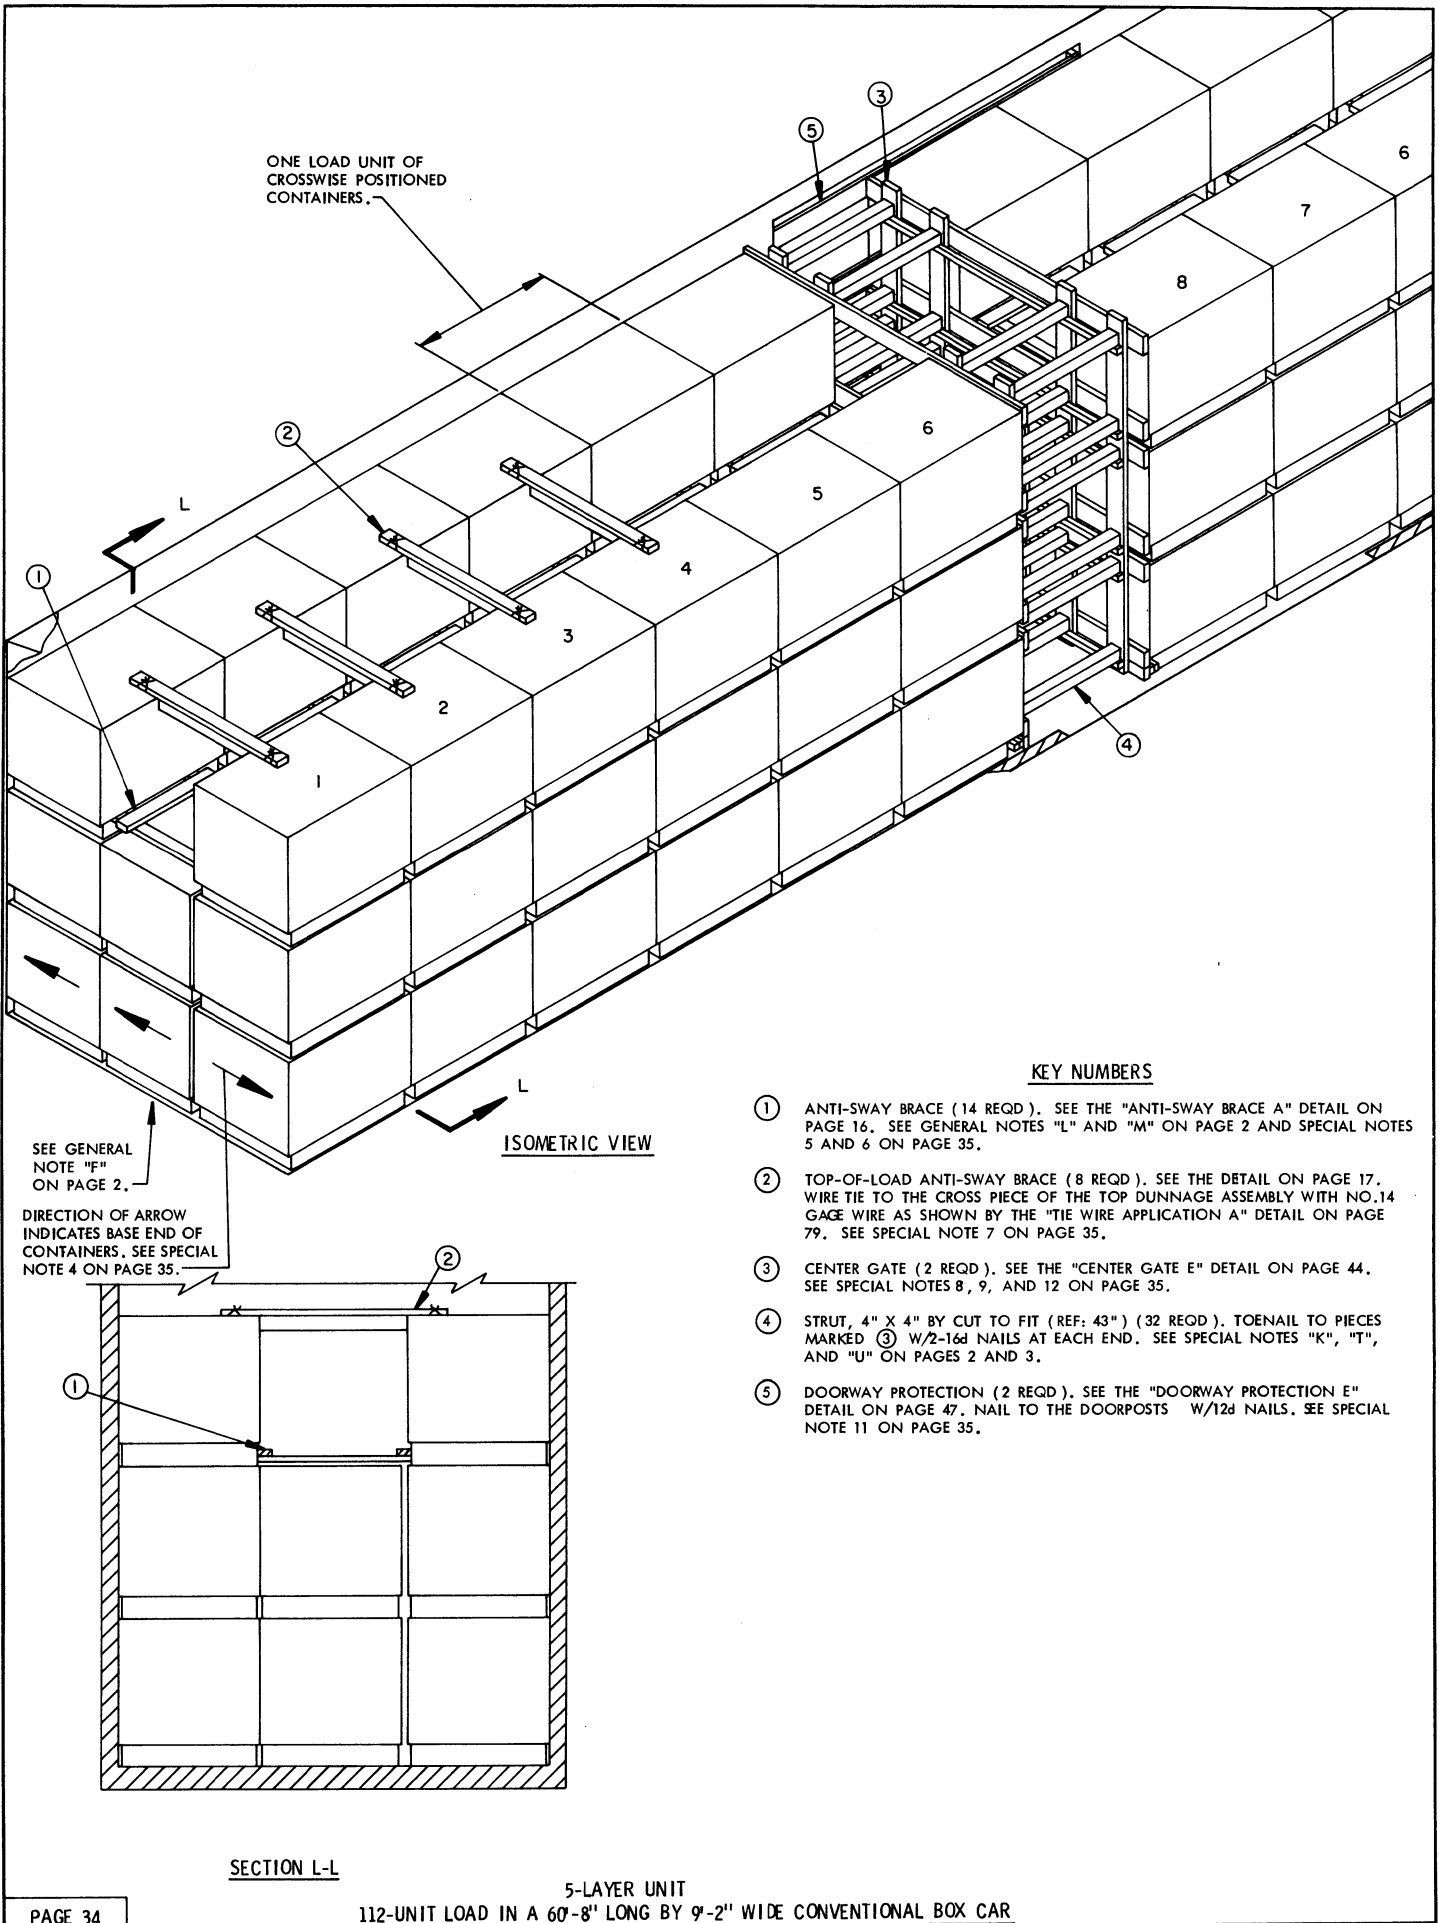 ONE LOAD UNIT OF
CROSSWISE POSITIONED
CONTAINERS.
3
5
6
7
8
2
6
5
L
4
1
3
2
1
4
L
ISOMETRIC VIEW
SEE GENERAL
NOTE "F"
ON PAGE 2.
DIRECTION OF ARROW
INDICATES BASE END OF
CONTAINERS. SEE SPECIAL
NOTE 4 ON PAGE 35.
2
1
SECTION L-L
KEY NUMBERS
1 ANTI-SWAY BRACE (14 REQD). SEE THE "ANTI-SWAY BRACE A" DETAIL ON
PAGE 16. SEE GENERAL NOTES "L" AND "M" ON PAGE 2 AND SPECIAL NOTES
5 AND 6 ON PAGE 35.
2 TOP-OF-LOAD ANTI-SWAY BRACE (8 REQD). SEE THE DETAIL ON PAGE 17.
WIRE TIE TO THE CROSS PIECE OF THE TOP DUNNAGE ASSEMBLY WITH NO.14
GAGE WIRE AS SHOWN BY THE "TIE WIRE APPLICATION A" DETAIL ON PAGE
79. SEE SPECIAL NOTE 7 ON PAGE 35.
3 CENTER GATE (2 REQD). SEE THE "CENTER GATE E" DETAIL ON PAGE 44.
SEE SPECIAL NOTES 8, 9, AND 12 ON PAGE 35.
4 STRUT, 4" X 4" BY CUT TO FIT (REF: 43") (32 REQD). TOENAIL TO PIECES
MARKED 3 W/2-16d NAILS AT EACH END. SEE SPECIAL NOTES "K", "T",
AND "U" ON PAGES 2 AND 3.
5 DOORWAY PROTECTION (2 REQD). SEE THE "DOORWAY PROTECTION E"
DETAIL ON PAGE 47. NAIL TO THE DOORPOSTS W/12d NAILS. SEE SPECIAL
NOTE 11 ON PAGE 35.
5-LAYER UNIT
112-UNIT LOAD IN A 60'-8" LONG BY 9'-2" WIDE CONVENTIONAL BOX CAR
PAGE 34